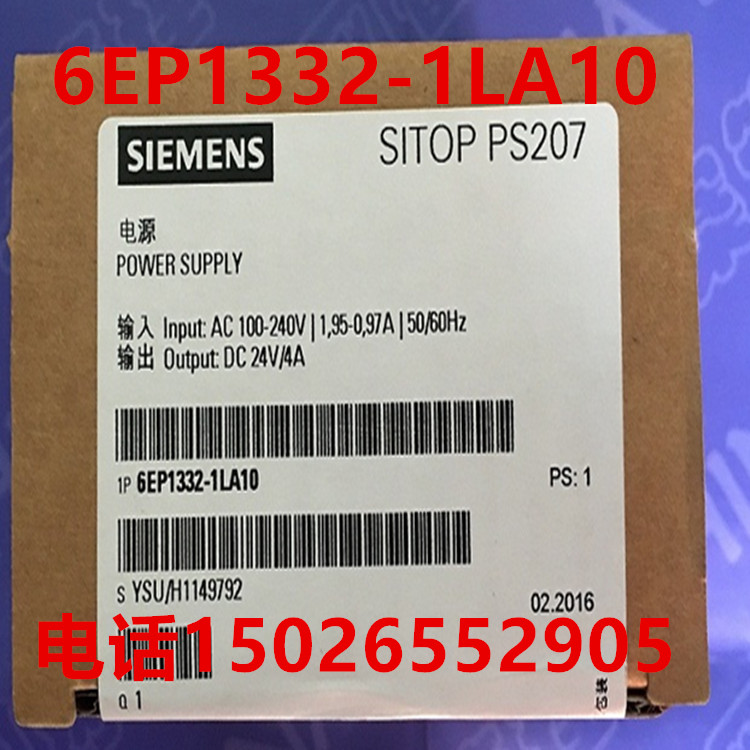 6EP1332-1LA10
SIEMENS
SITOP PS207
电源
POWER SUPPLY
输入 Input: AC 100-240V | 1,95-0,97A | 50/60Hz
输出 Output: DC 24V/4A
1P 6EP1332-1LA10
PS: 1
S YSU/H1149792
02.2016
电话15026552905
Q 1